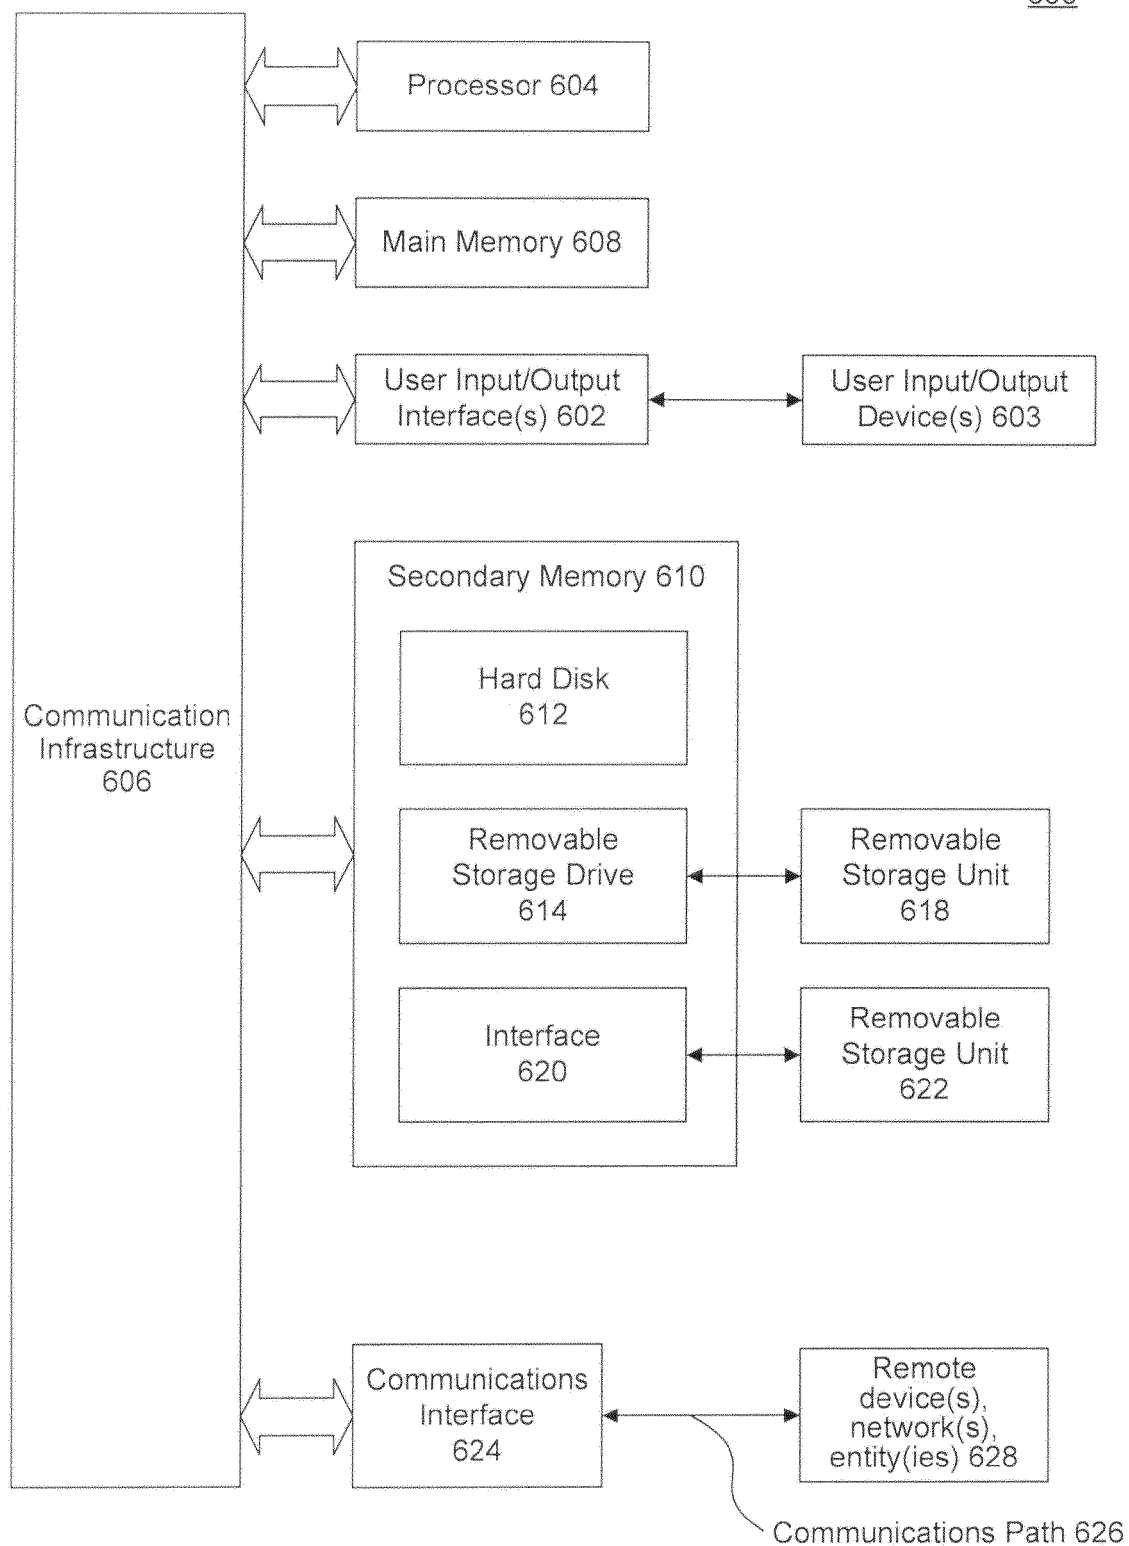 Processor 604
Main Memory 608
User Input/Output
Interface(s) 602
User Input/Output
Device(s) 603
Secondary Memory 610
Hard Disk
612
Communication
Infrastructure
606
Removable
Storage Drive
614
Removable
Storage Unit
618
Interface
620
Removable
Storage Unit
622
Communications
Interface
624
Remote
device(s),
network(s),
entity(ies) 628
Communications Path 626